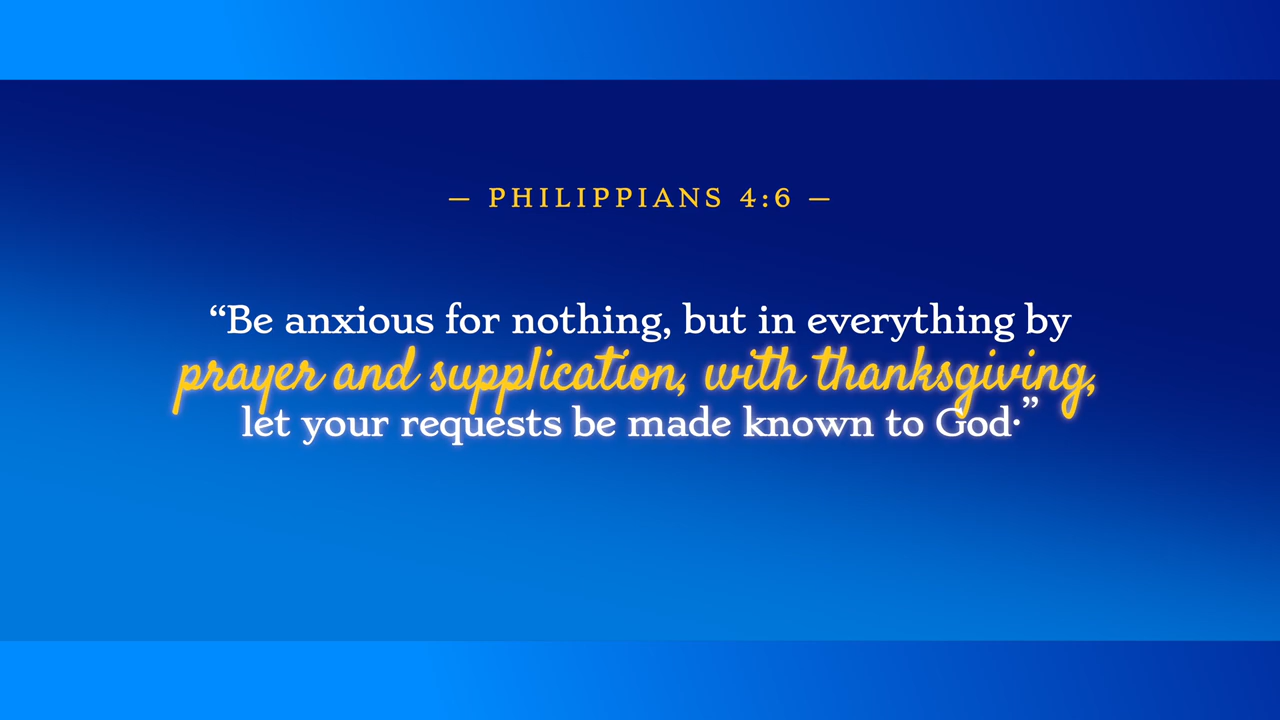 — PHILIPPIANS 4:6 —
“Be anxious for nothing, but in everything by
prayer and supplication, with thanksgiving,
let your requests be made known to God·”